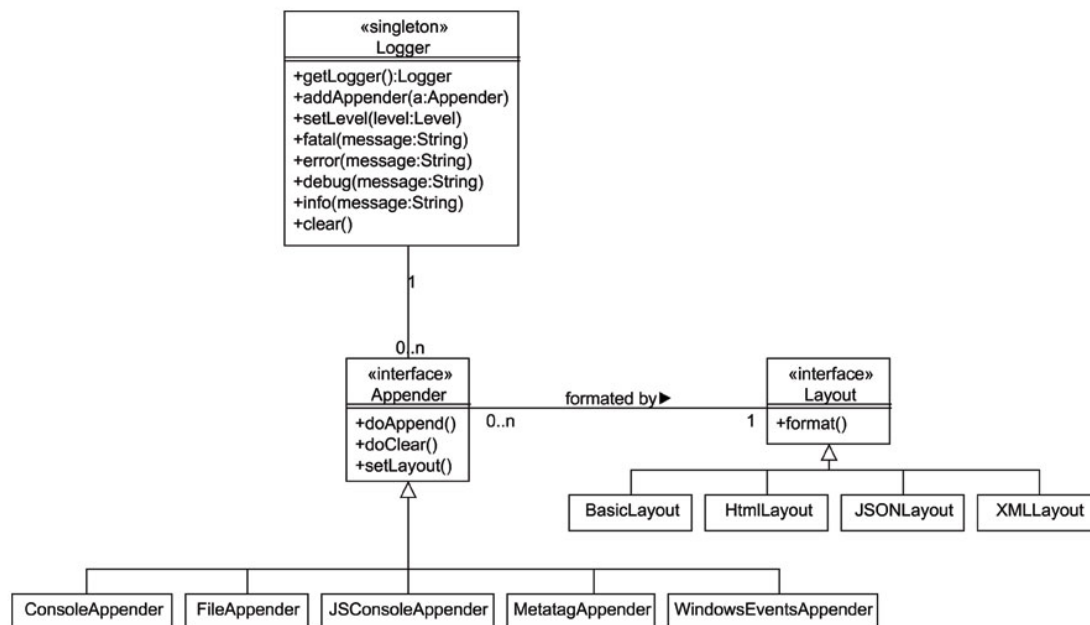 «singleton»
Logger
+getLogger():Logger
+addAppender(a:Appender)
+setLevel(level:Level)
+fatal(message:String)
+error(message:String)
+debug(message:String)
+info(message:String)
+clear()
1
0..n
«interface»
Appender
+doAppend()
+doClear()
+setLayout()
formated by▶
0..n
1
«interface»
Layout
+format()
BasicLayout
HtmlLayout
JSONLayout
XMLLayout
ConsoleAppender
FileAppender
JSConsoleAppender
MetatagAppender
WindowsEventsAppender